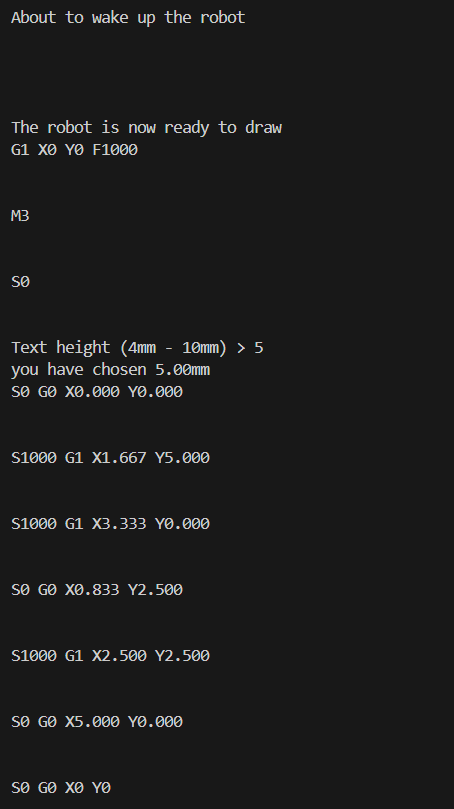 About to wake up the robot
The robot is now ready to draw
G1 X0 Y0 F1000
M3
S0
Text height (4mm - 10mm) > 5
you have chosen 5.00mm
S0 G0 X0.000 Y0.000
S1000 G1 X1.667 Y5.000
S1000 G1 X3.333 Y0.000
S0 G0 X0.833 Y2.500
S1000 G1 X2.500 Y2.500
S0 G0 X5.000 Y0.000
S0 G0 X0 Y0